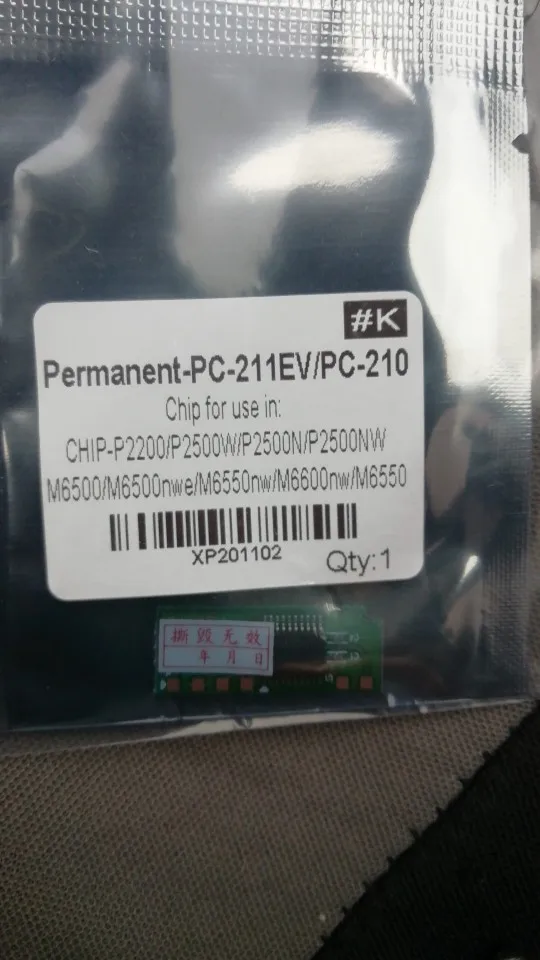 #K
Permanent-PC-211EV/PC-210
Chip for use in:
CHIP-P2200/P2500W/P2500N/P2500NW
M6500/M6500nwe/M6550nw/M6600nw/M6550
XP201102
Qty:1
撕毁无效
年月日